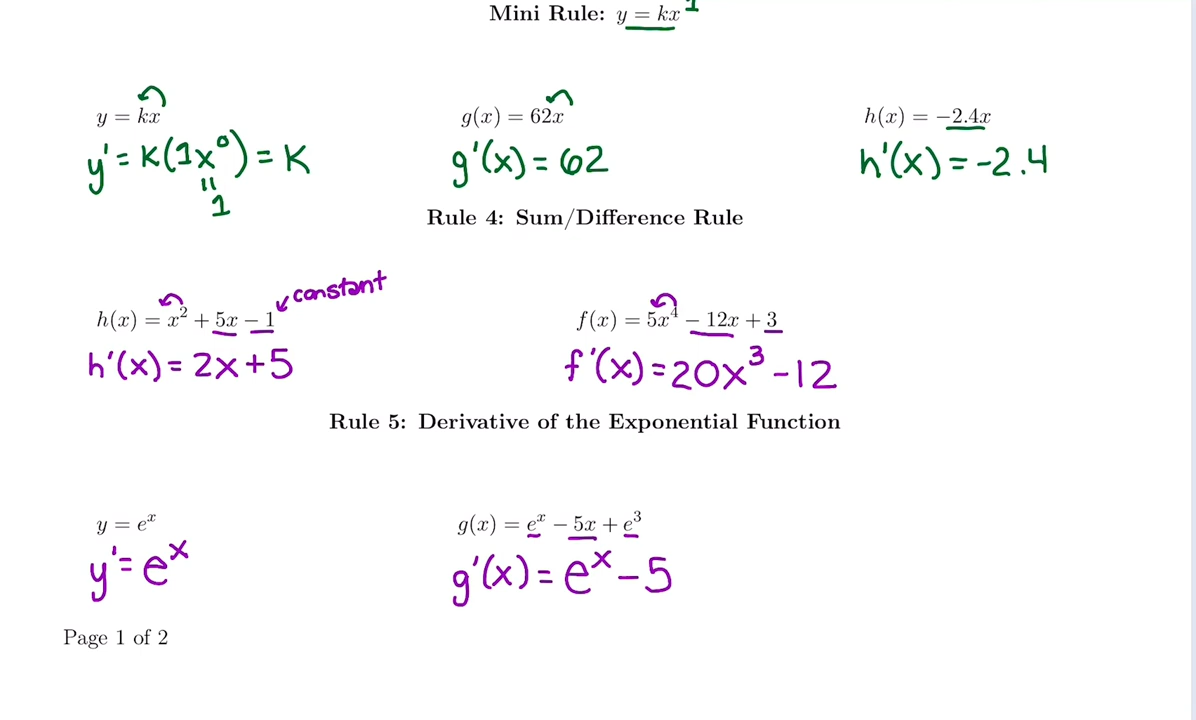 Mini Rule: y = kx¹
y = kx g(x) = 62x h(x) = −2.4x
y' = K(1x⁰) = K g'(x) = 62 h'(x) = -2.4
"
1
Rule 4: Sum/Difference Rule
constant
h(x) = x² + 5x − 1 f(x) = 5x⁴ − 12x + 3
h'(x) = 2x+5 f'(x) = 20x³ -12
Rule 5: Derivative of the Exponential Function
y = eˣ g(x) = eˣ − 5x + e³
y' = eˣ g'(x) = eˣ - 5
Page 1 of 2